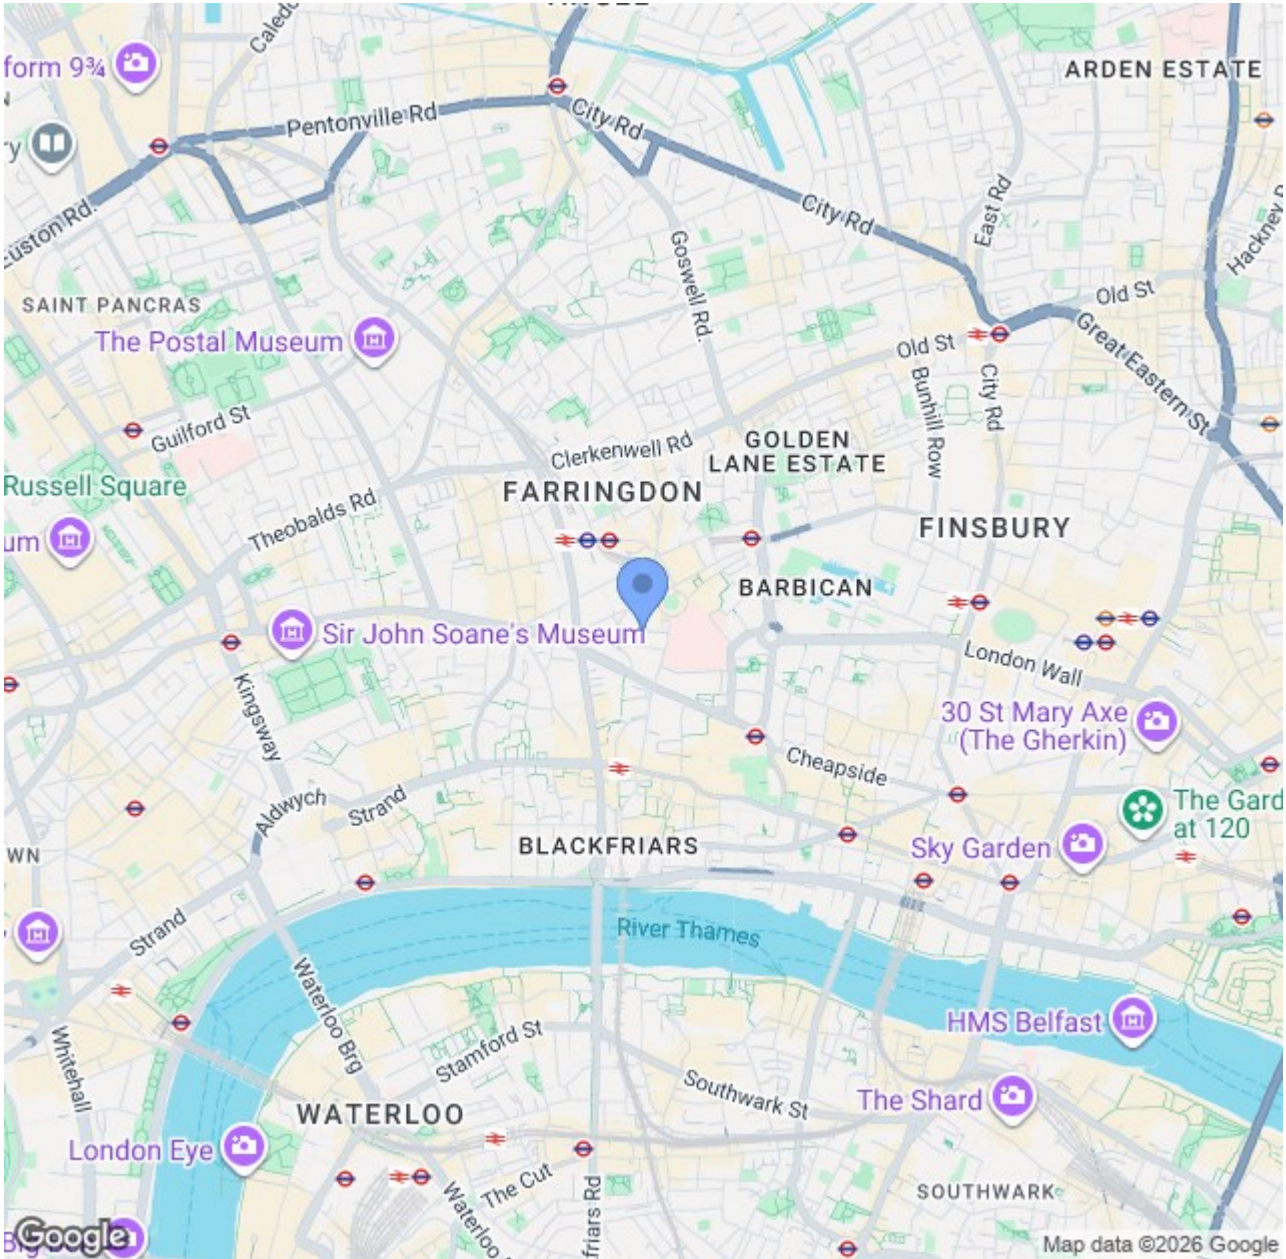 form 9¾
Caledo
Pentonville Rd
City Rd
ARDEN ESTATE
ry
Euston Rd.
City Rd
East Rd
Hackney
Goswell Rd.
SAINT PANCRAS
The Postal Museum
Old St
Old St
Great Eastern St
Guilford St
Bunhill Row
City Rd
Clerkenwell Rd
GOLDEN
LANE ESTATE
Russell Square
Theobalds Rd
FARRINGDON
FINSBURY
um
BARBICAN
Sir John Soane's Museum
London Wall
Kingsway
30 St Mary Axe
(The Gherkin)
Cheapside
Aldwych
Strand
The Gard
at 120
BLACKFRIARS
Sky Garden
WN
Strand
River Thames
Waterloo Brg
HMS Belfast
Whitehall
Stamford St
Southwark St
The Shard
WATERLOO
London Eye
The Cut
Waterloo
friars Rd
SOUTHWARK
Google
Map data ©2026 Google